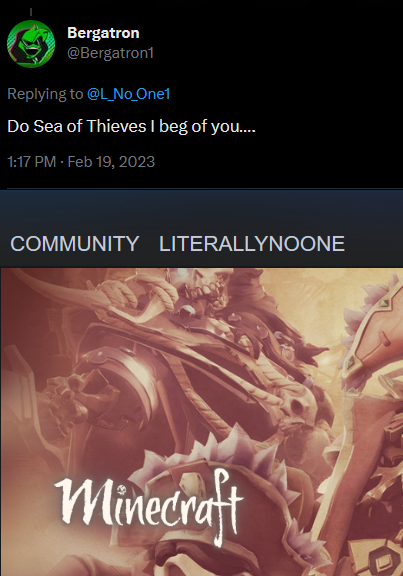 Bergatron
@Bergatron1
Replying to @L_No_One1
Do Sea of Thieves I beg of you....
1:17 PM · Feb 19, 2023
COMMUNITY LITERALLYNOONE
Minecraft